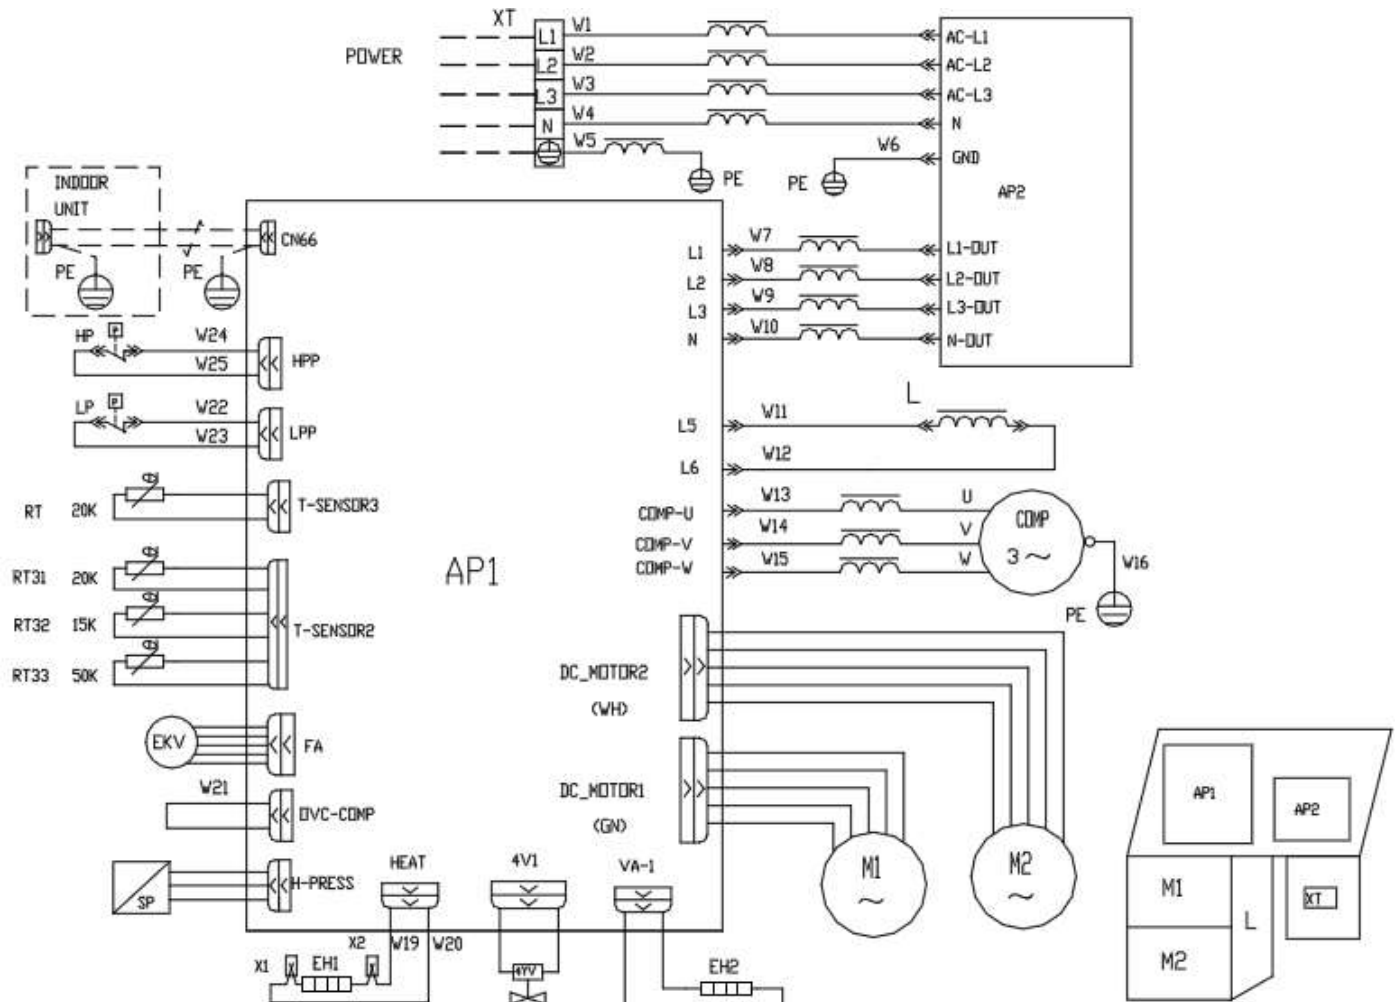 XT
POWER
L1 W1 AC-L1
L2 W2 AC-L2
L3 W3 AC-L3
N W4 N
W5 W6 GND
PE PE
AP2
INDOOR
UNIT
CN66
PE PE
L1 W7 L1-OUT
L2 W8 L2-OUT
L3 W9 L3-OUT
N W10 N-OUT
HP P W24
W25 HPP
LP P W22
W23 LPP
L
L5 W11
L6 W12
RT 20K θ T-SENSOR3
COMP-U W13 U
COMP-V W14 V
COMP-W W15 W
COMP
3 ~
W16
PE
AP1
RT31 20K θ
RT32 15K θ T-SENSOR2
RT33 50K θ
DC_MOTOR2
(WH)
EKV FA
W21
OVC-COMP
DC_MOTOR1
(GN)
M1
~
M2
~
SP H-PRESS
HEAT 4V1 VA-1
X1 EH1 X2 W19 W20
4YV
EH2
AP1 AP2
M1
L
XT
M2